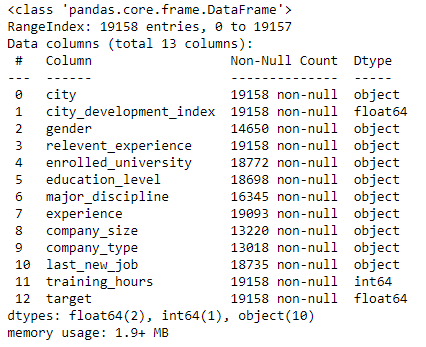 <class 'pandas.core.frame.DataFrame'>
RangeIndex: 19158 entries, 0 to 19157
Data columns (total 13 columns):
 #   Column                  Non-Null Count  Dtype
---  ------                  --------------  -----
 0   city                    19158 non-null  object
 1   city_development_index  19158 non-null  float64
 2   gender                  14650 non-null  object
 3   relevent_experience     19158 non-null  object
 4   enrolled_university     18772 non-null  object
 5   education_level         18698 non-null  object
 6   major_discipline        16345 non-null  object
 7   experience              19093 non-null  object
 8   company_size            13220 non-null  object
 9   company_type            13018 non-null  object
 10  last_new_job            18735 non-null  object
 11  training_hours          19158 non-null  int64
 12  target                  19158 non-null  float64
dtypes: float64(2), int64(1), object(10)
memory usage: 1.9+ MB